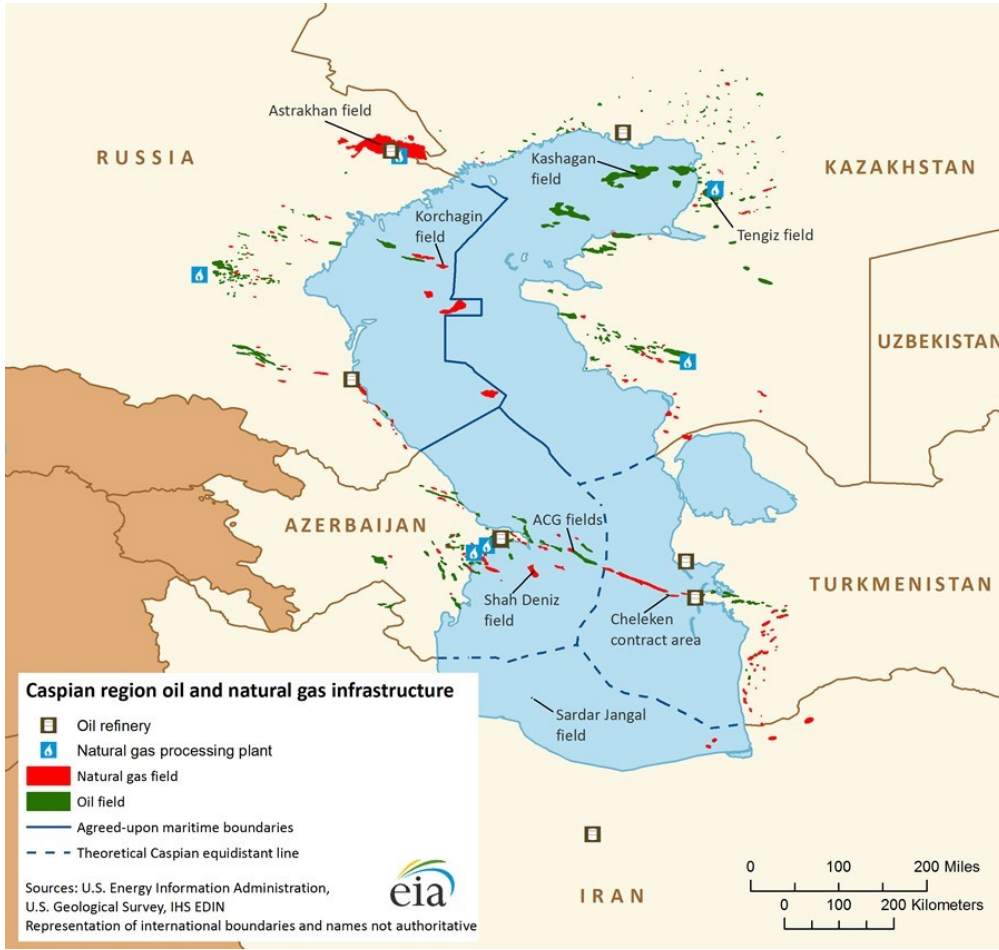 Astrakhan field
RUSSIA
Kashagan
field
KAZAKHSTAN
Korchagin
field
Tengiz field
UZBEKISTAN
AZERBAIJAN
ACG fields
TURKMENISTAN
Shah Deniz
field
Cheleken
contract area
Sardar Jangal
field
Caspian region oil and natural gas infrastructure
Oil refinery
Natural gas processing plant
Natural gas field
Oil field
Agreed-upon maritime boundaries
Theoretical Caspian equidistant line
Sources: U.S. Energy Information Administration,
U.S. Geological Survey, IHS EDIN
Representation of international boundaries and names not authoritative
eia
IRAN
0 100 200 Miles
0 100 200 Kilometers